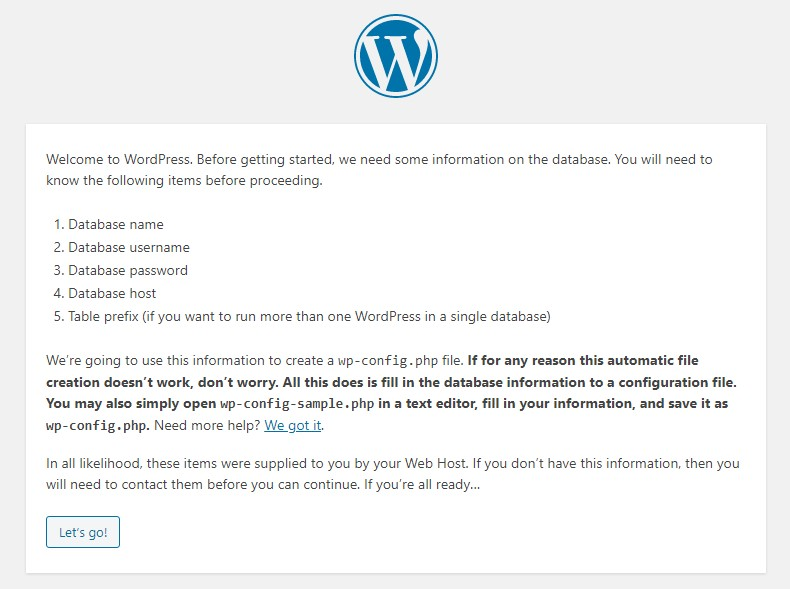 W
Welcome to WordPress. Before getting started, we need some information on the database. You will need to
know the following items before proceeding.
1. Database name
2. Database username
3. Database password
4. Database host
5. Table prefix (if you want to run more than one WordPress in a single database)
We’re going to use this information to create a wp-config.php file. If for any reason this automatic file
creation doesn’t work, don’t worry. All this does is fill in the database information to a configuration file.
You may also simply open wp-config-sample.php in a text editor, fill in your information, and save it as
wp-config.php. Need more help? We got it.
In all likelihood, these items were supplied to you by your Web Host. If you don’t have this information, then you
will need to contact them before you can continue. If you’re all ready…
Let’s go!